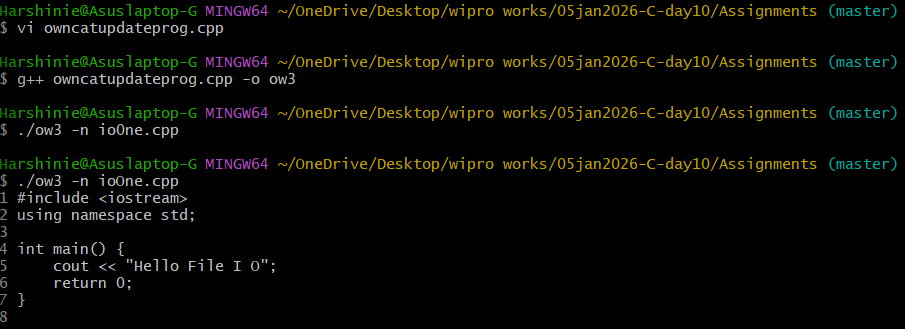 Harshinie@Asuslaptop-G MINGW64 ~/OneDrive/Desktop/wipro works/05jan2026-C-day10/Assignments (master)
$ vi owncatupdateprog.cpp

Harshinie@Asuslaptop-G MINGW64 ~/OneDrive/Desktop/wipro works/05jan2026-C-day10/Assignments (master)
$ g++ owncatupdateprog.cpp -o ow3

Harshinie@Asuslaptop-G MINGW64 ~/OneDrive/Desktop/wipro works/05jan2026-C-day10/Assignments (master)
$ ./ow3 -n ioOne.cpp

Harshinie@Asuslaptop-G MINGW64 ~/OneDrive/Desktop/wipro works/05jan2026-C-day10/Assignments (master)
$ ./ow3 -n ioOne.cpp
1 #include <iostream>
2 using namespace std;
3
4 int main() {
5     cout << "Hello File I O";
6     return 0;
7 }
8